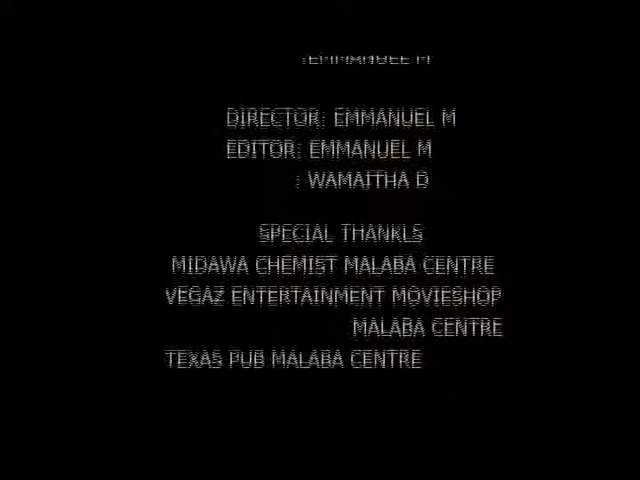 :EMMANUEL M
DIRECTOR: EMMANUEL M
EDITOR: EMMANUEL M
: WAMAITHA D
SPECIAL THANKLS
MIDAWA CHEMIST MALABA CENTRE
VEGAZ ENTERTAINMENT MOVIESHOP
MALABA CENTRE
TEXAS PUB MALABA CENTRE